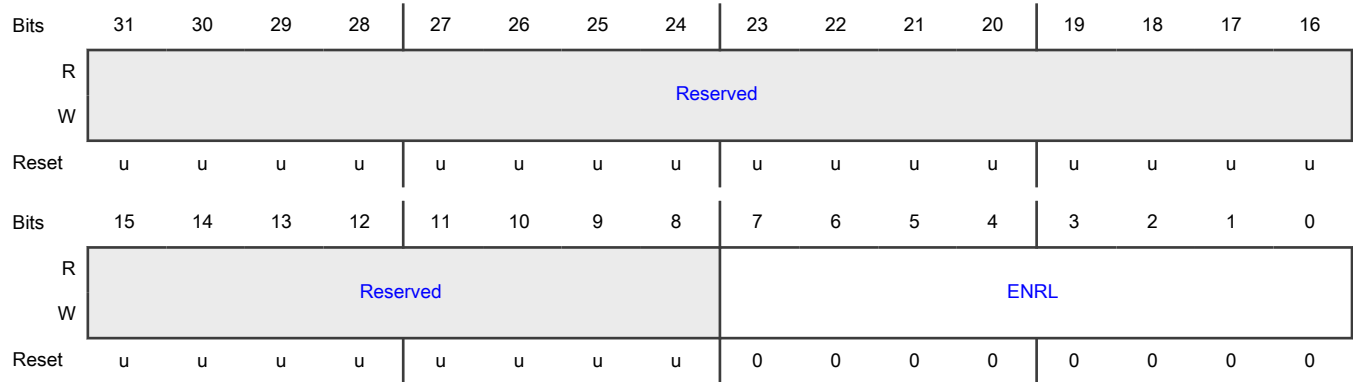 Bits 31 30 29 28 27 26 25 24 23 22 21 20 19 18 17 16
R
Reserved
W
Reset u u u u u u u u u u u u u u u u
Bits 15 14 13 12 11 10 9 8 7 6 5 4 3 2 1 0
R
Reserved ENRL
W
Reset u u u u u u u u 0 0 0 0 0 0 0 0